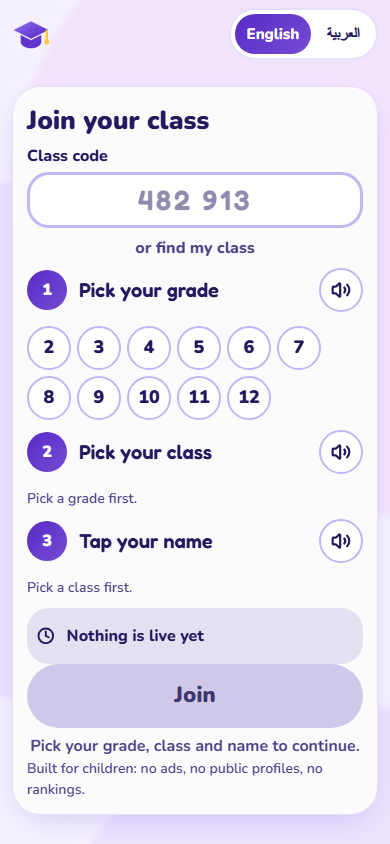 English
العربية
Join your class
Class code
482 913
or find my class
1 Pick your grade
2 3 4 5 6 7
8 9 10 11 12
2 Pick your class
Pick a grade first.
3 Tap your name
Pick a class first.
Nothing is live yet
Join
Pick your grade, class and name to continue.
Built for children: no ads, no public profiles, no
rankings.